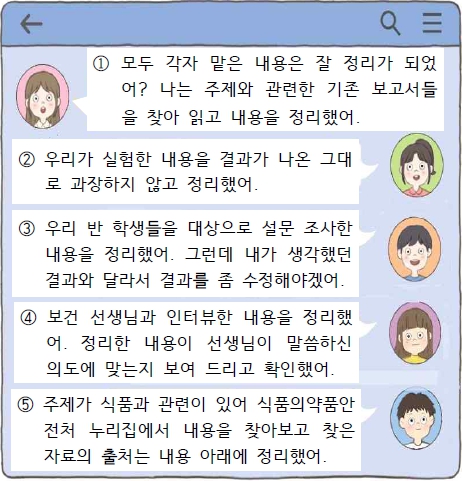 ① 모두 각자 맡은 내용은 잘 정리가 되었
어? 나는 주제와 관련한 기존 보고서들
을 찾아 읽고 내용을 정리했어.
② 우리가 실험한 내용을 결과가 나온 그대
로 과장하지 않고 정리했어.
③ 우리 반 학생들을 대상으로 설문 조사한
내용을 정리했어. 그런데 내가 생각했던
결과와 달라서 결과를 좀 수정해야겠어.
④ 보건 선생님과 인터뷰한 내용을 정리했
어. 정리한 내용이 선생님이 말씀하신
의도에 맞는지 보여 드리고 확인했어.
⑤ 주제가 식품과 관련이 있어 식품의약품안
전처 누리집에서 내용을 찾아보고 찾은
자료의 출처는 내용 아래에 정리했어.